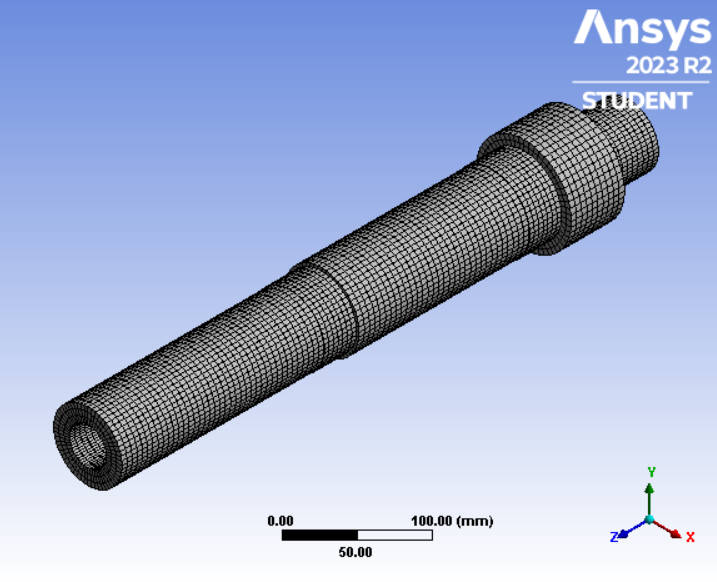 Ansys
2023 R2
STUDENT
0.00 100.00 (mm)
50.00
Y
Z X